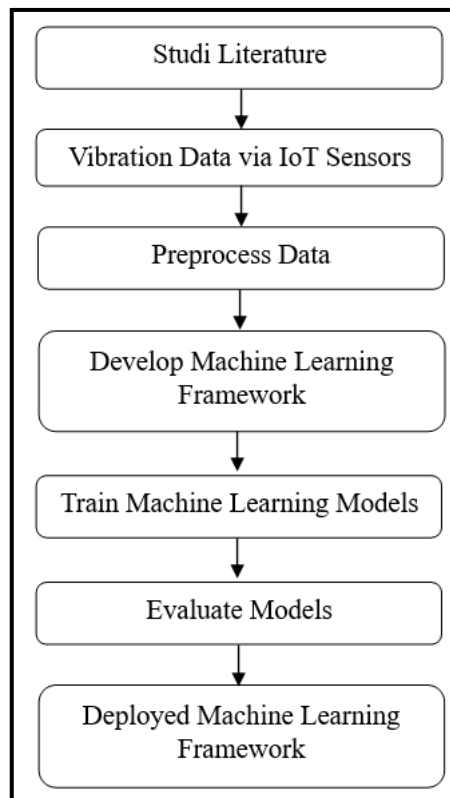 Studi Literature
Vibration Data via IoT Sensors
Preprocess Data
Develop Machine Learning
Framework
Train Machine Learning Models
Evaluate Models
Deployed Machine Learning
Framework